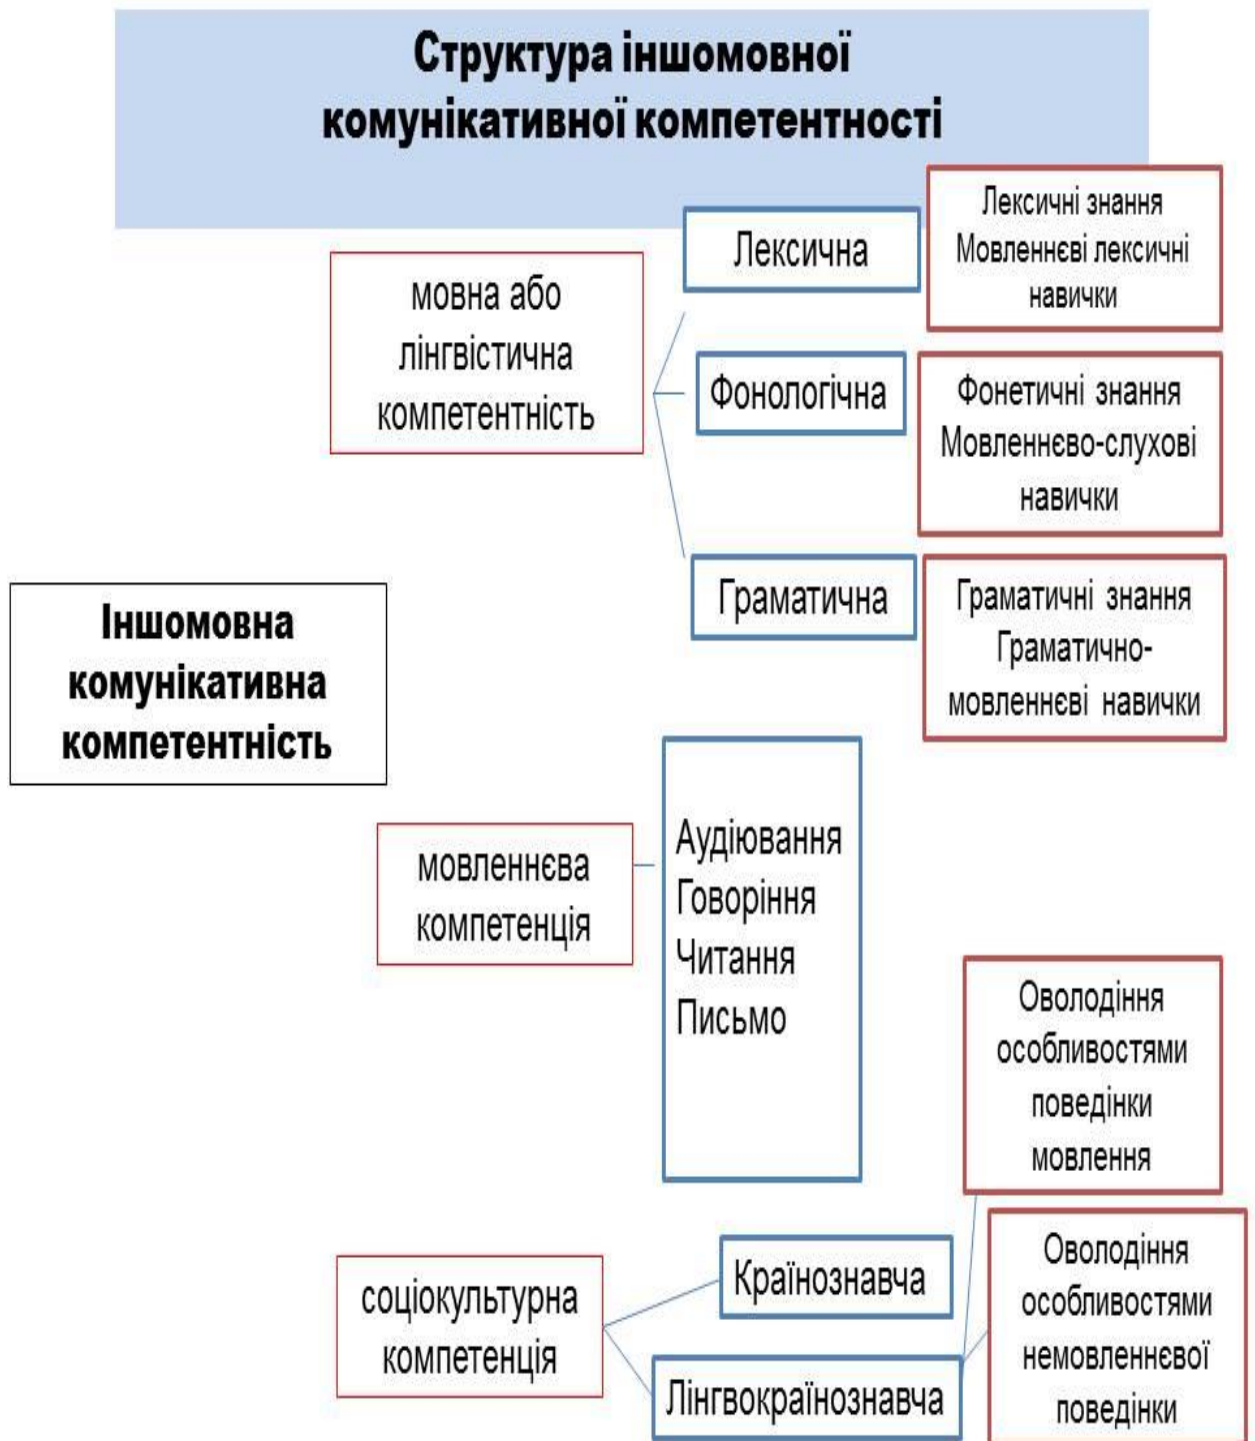 Структура іншомовної
комунікативної компетентності
мовна або
лінгвістична
компетентність
Лексична
Лексичні знання
Мовленнєві лексичні
навички
Фонологічна
Фонетичні знання
Мовленнєво-слухові
навички
Граматична
Граматичні знання
Граматично-
мовленнєві навички
Іншомовна
комунікативна
компетентність
мовленнєва
компетенція
Аудіювання
Говоріння
Читання
Письмо
соціокультурна
компетенція
Країнознавча
Лінгвокраїнознавча
Оволодіння
особливостями
поведінки
мовлення
Оволодіння
особливостями
немовленнєвої
поведінки